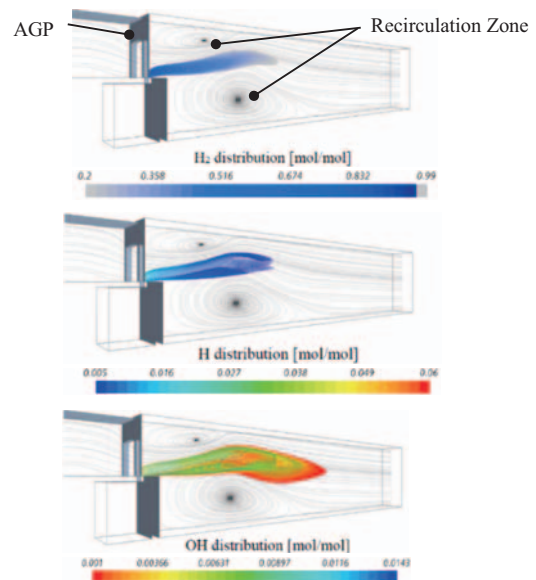 AGP
Recirculation Zone
H₂ distribution [mol/mol]
0.2 0.358 0.516 0.674 0.832 0.99
H distribution [mol/mol]
0.005 0.016 0.027 0.038 0.049 0.06
OH distribution [mol/mol]
0.001 0.00366 0.00631 0.00897 0.0116 0.0143